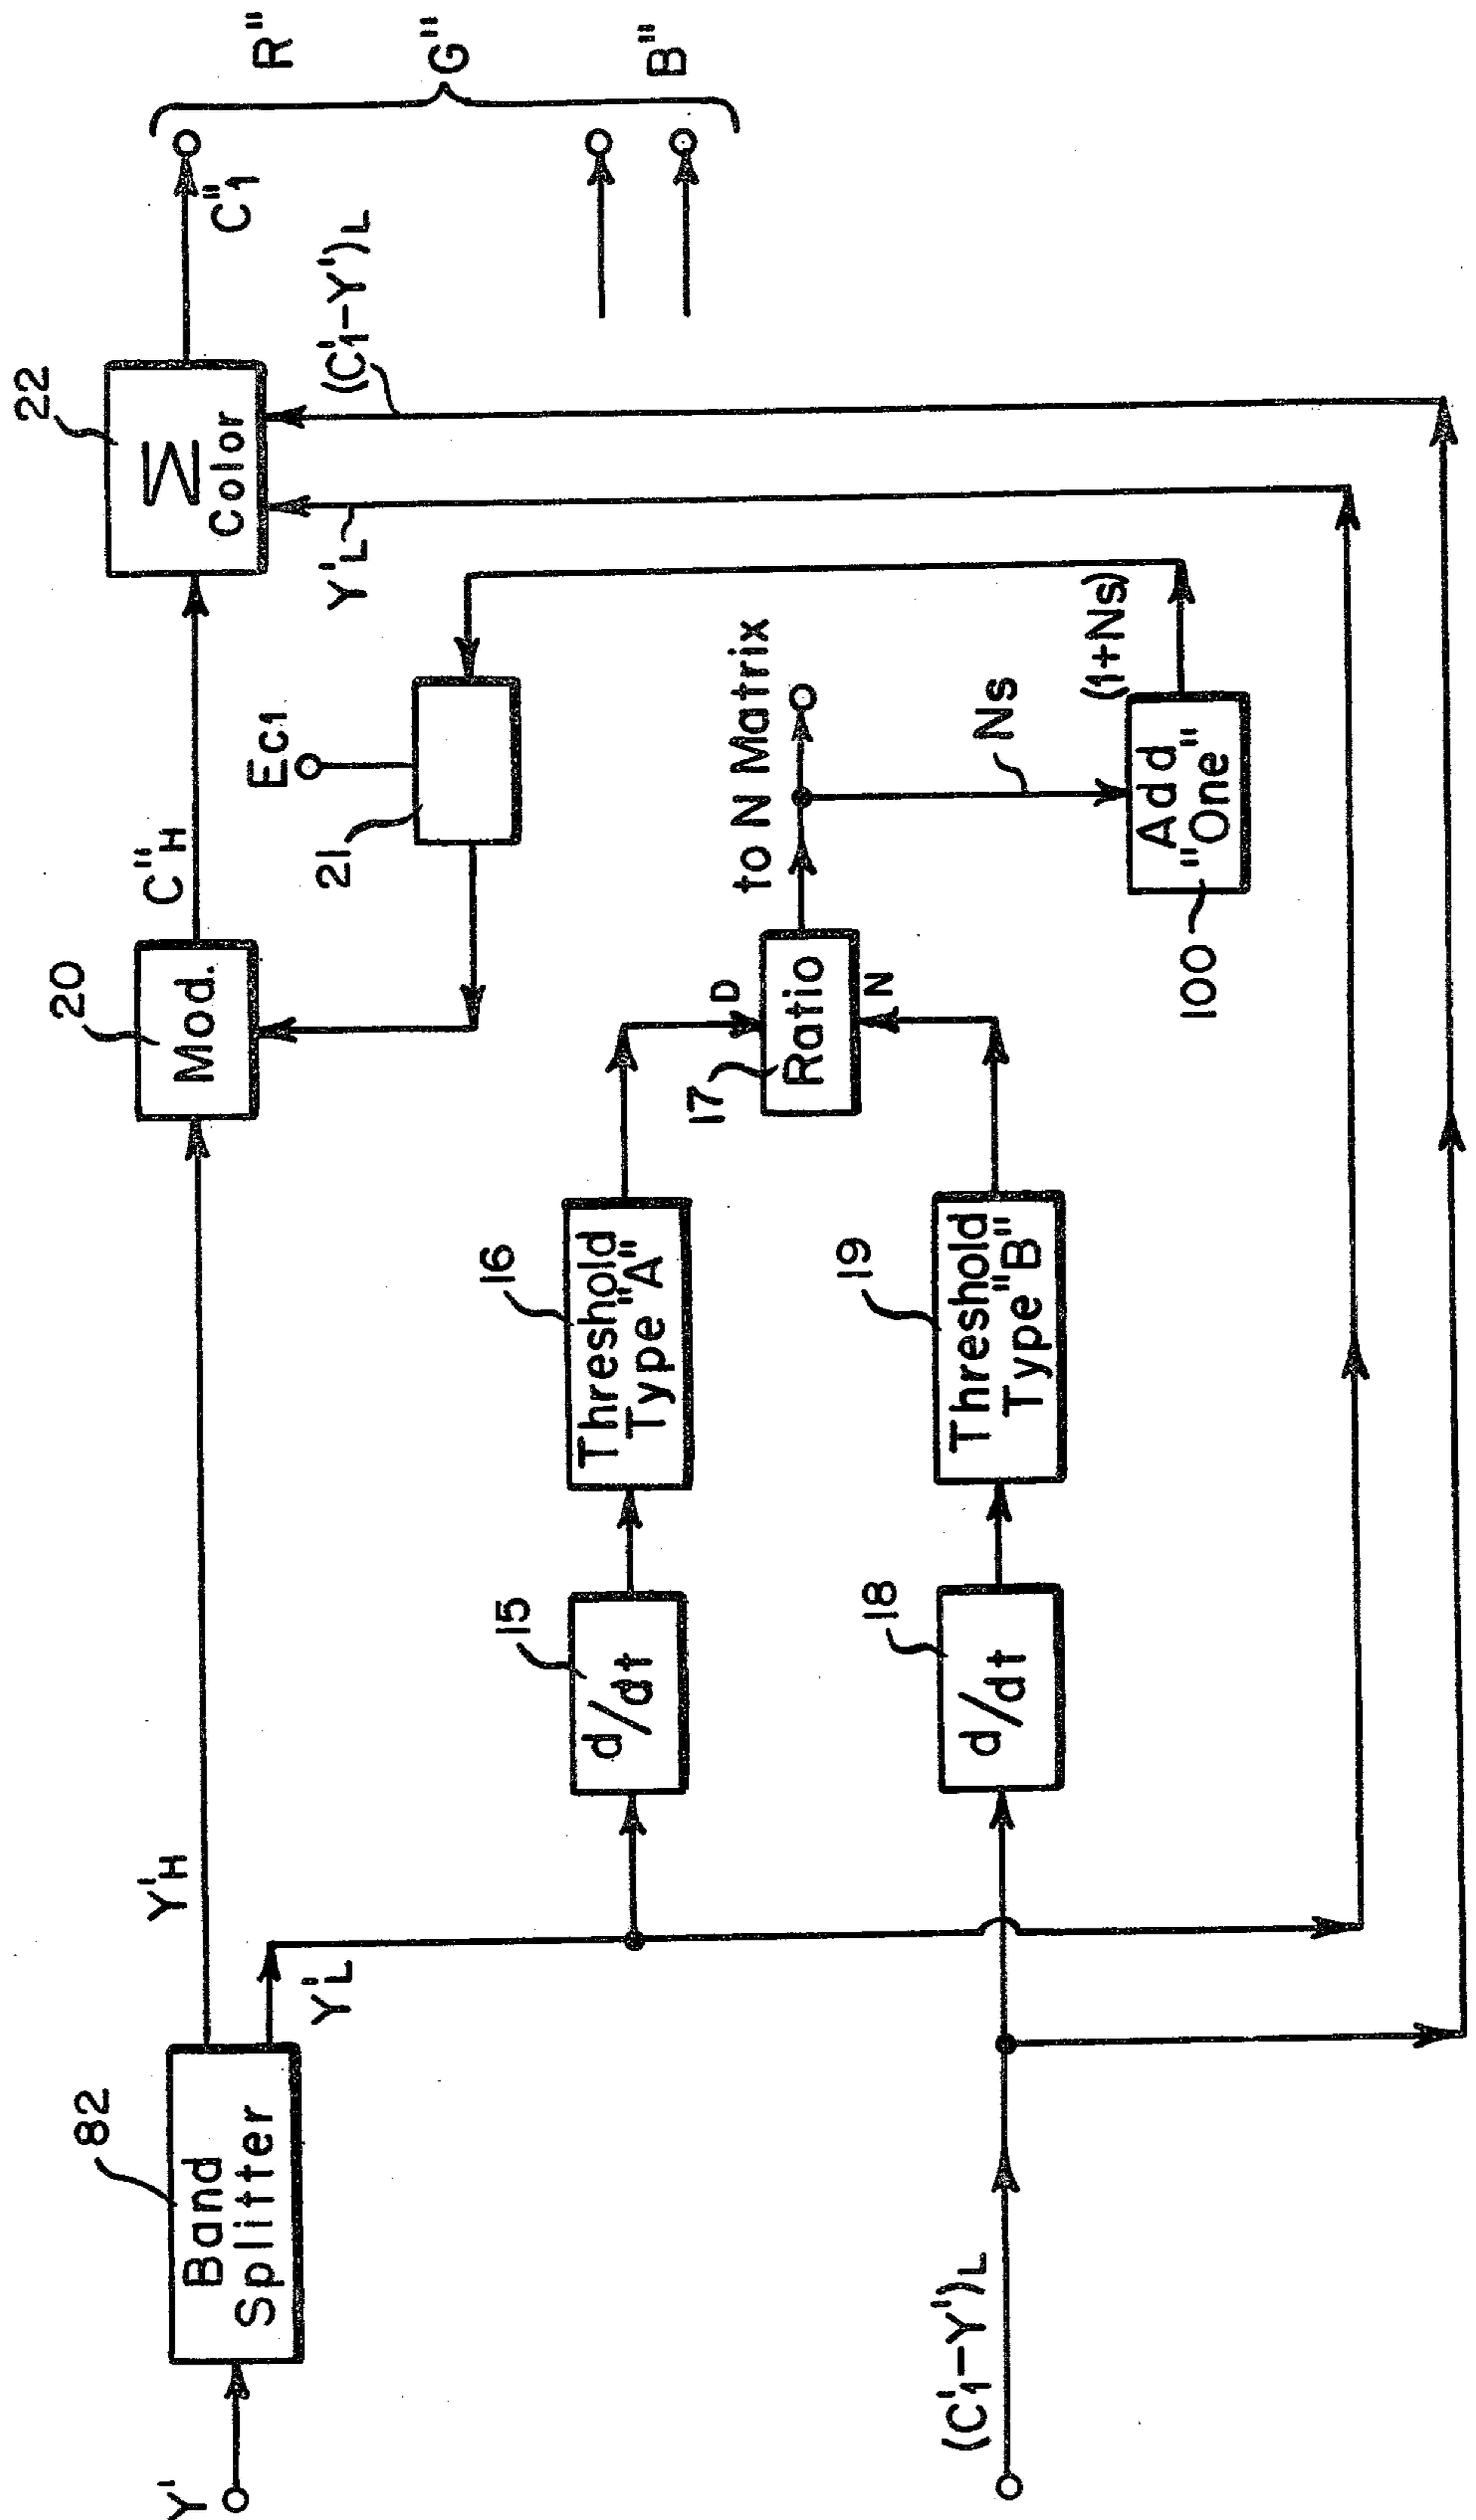 Y'
82
Band
Splitter
Y'H
Y'L
20
Mod.
C"H
22
Σ
Color
C"1
R"
G"
B"
Y'L
(C'1-Y')L
Ec1
21
15
d/dt
16
Threshold
Type "A"
D
17
Ratio
N
to N Matrix
Ns
(1+Ns)
Add
"One"
100
(C'1-Y')L
18
d/dt
19
Threshold
Type "B"